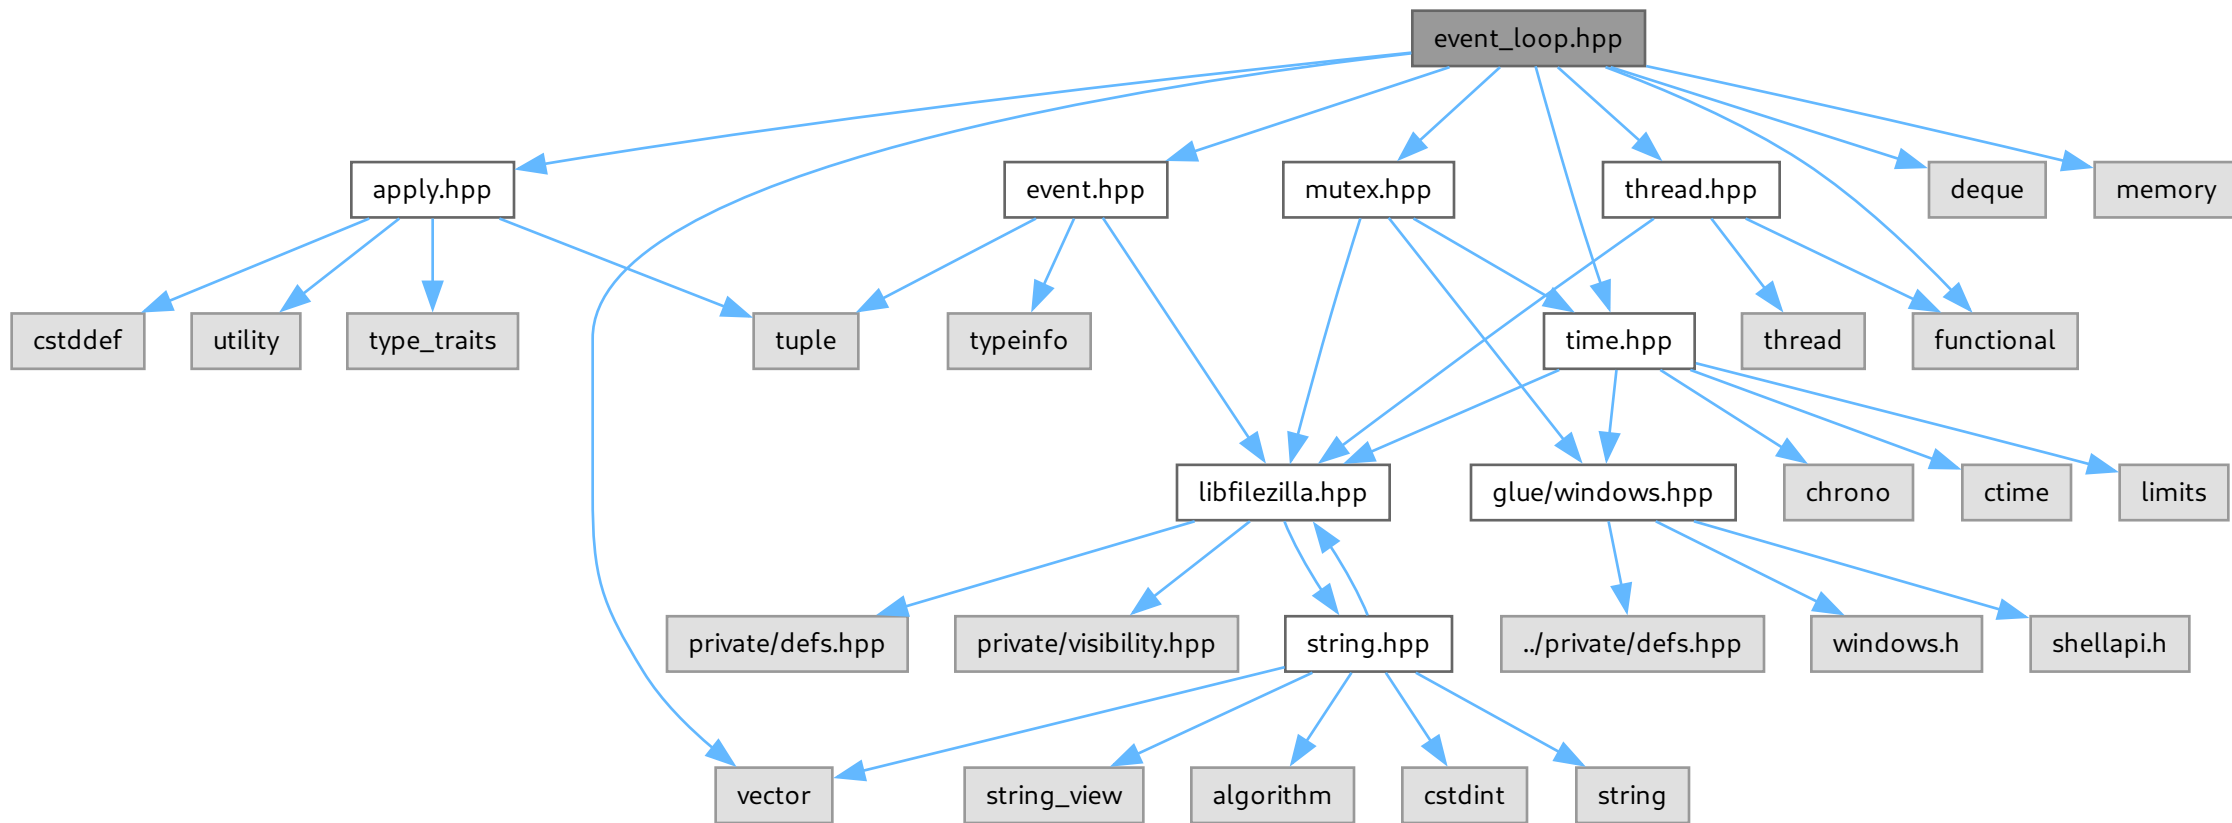 event_loop.hpp
apply.hpp
event.hpp
mutex.hpp
thread.hpp
deque
memory
cstddef
utility
type_traits
tuple
typeinfo
time.hpp
thread
functional
libfilezilla.hpp
glue/windows.hpp
chrono
ctime
limits
private/defs.hpp
private/visibility.hpp
string.hpp
../private/defs.hpp
windows.h
shellapi.h
vector
string_view
algorithm
cstdint
string